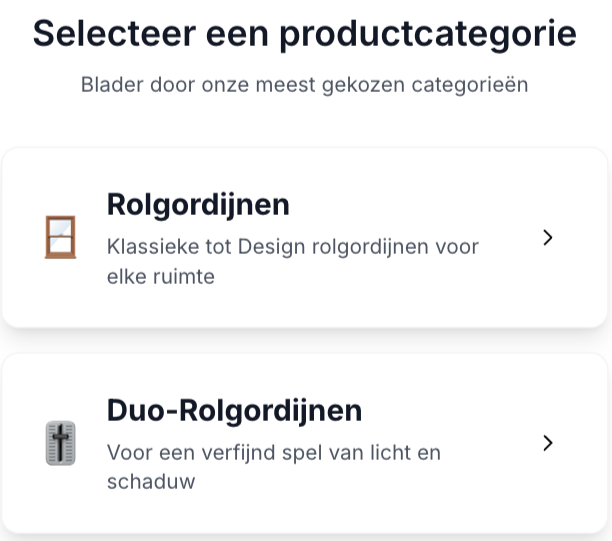 Selecteer een productcategorie
Blader door onze meest gekozen categorieën
Rolgordijnen
Klassieke tot Design rolgordijnen voor
elke ruimte
Duo-Rolgordijnen
Voor een verfijnd spel van licht en
schaduw